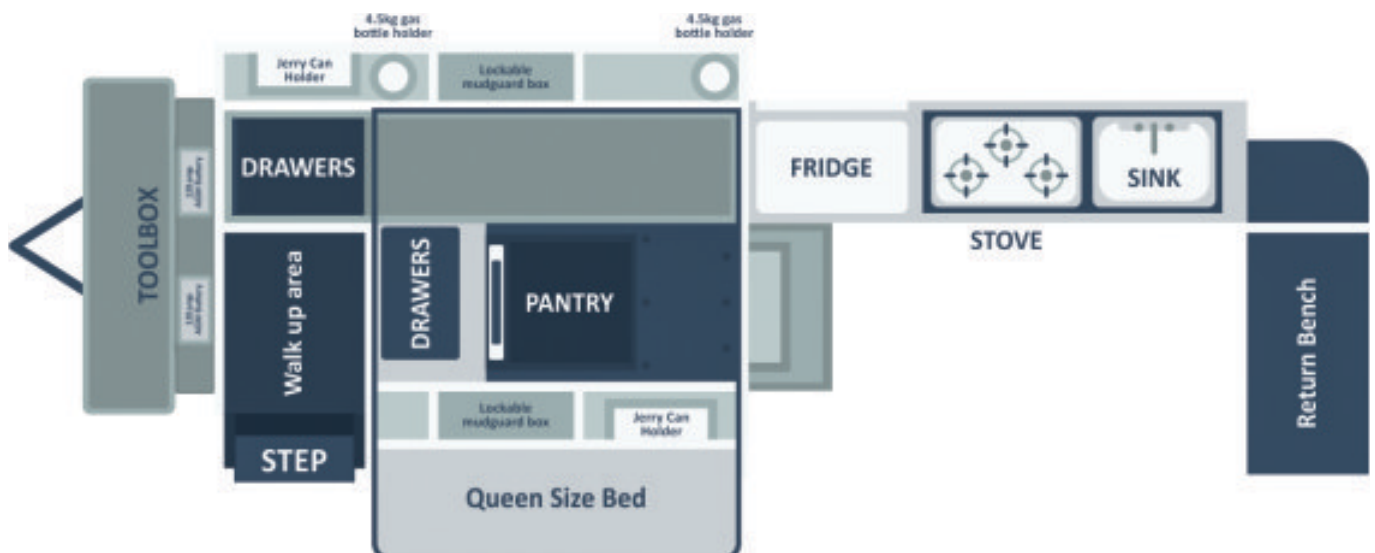 4.5kg gas
bottle holder
4.5kg gas
bottle holder
Jerry Can
Holder
Lockable
mudguard box
TOOLBOX
DRAWERS
FRIDGE
SINK
STOVE
Walk up area
DRAWERS
PANTRY
Return Bench
Lockable
mudguard box
Jerry Can
Holder
STEP
Queen Size Bed